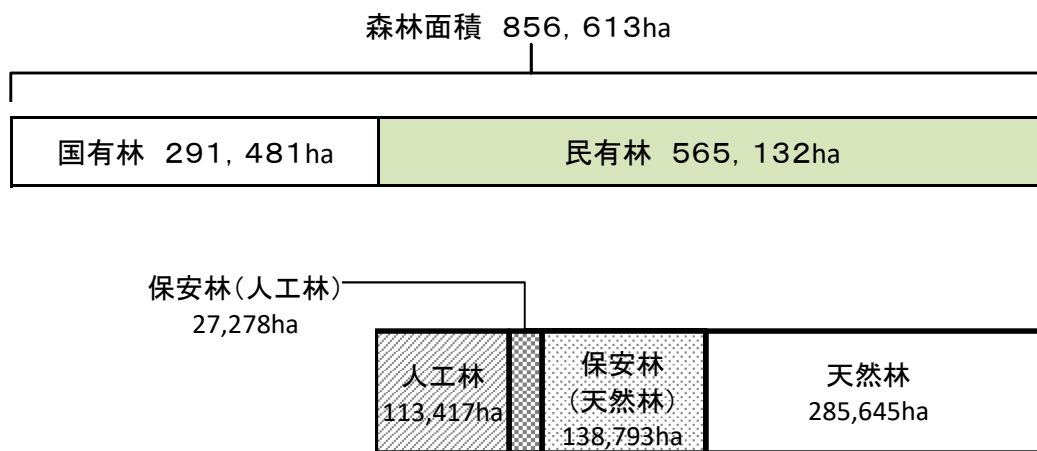 森林面積 856,613ha
国有林 291,481ha
民有林 565,132ha
保安林(人工林)
27,278ha
人工林
113,417ha
保安林
(天然林)
138,793ha
天然林
285,645ha